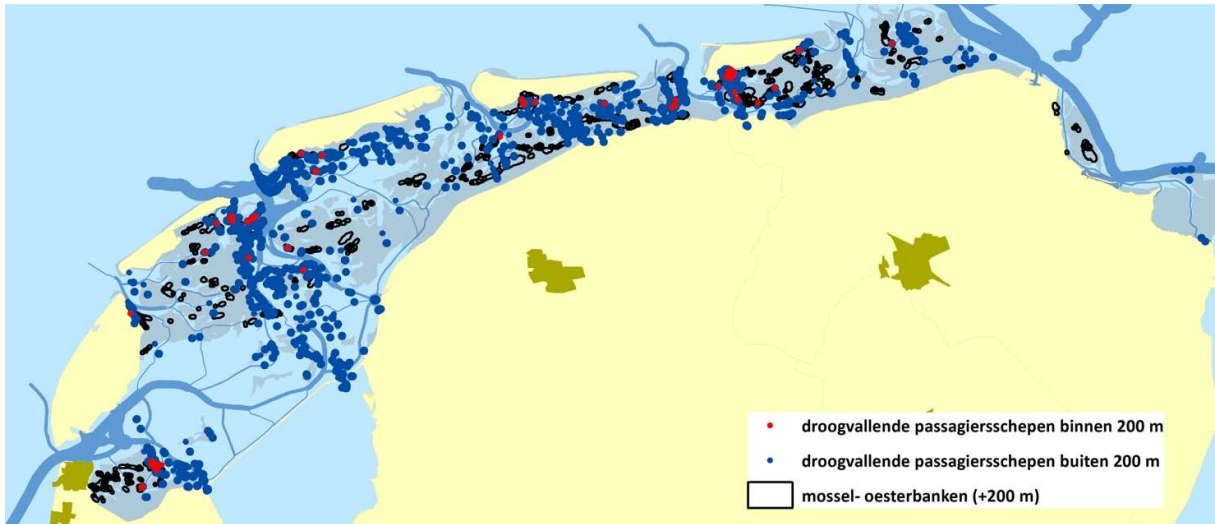 droogvallende passagiersschepen binnen 200 m
droogvallende passagiersschepen buiten 200 m
mossel- oesterbanken (+200 m)